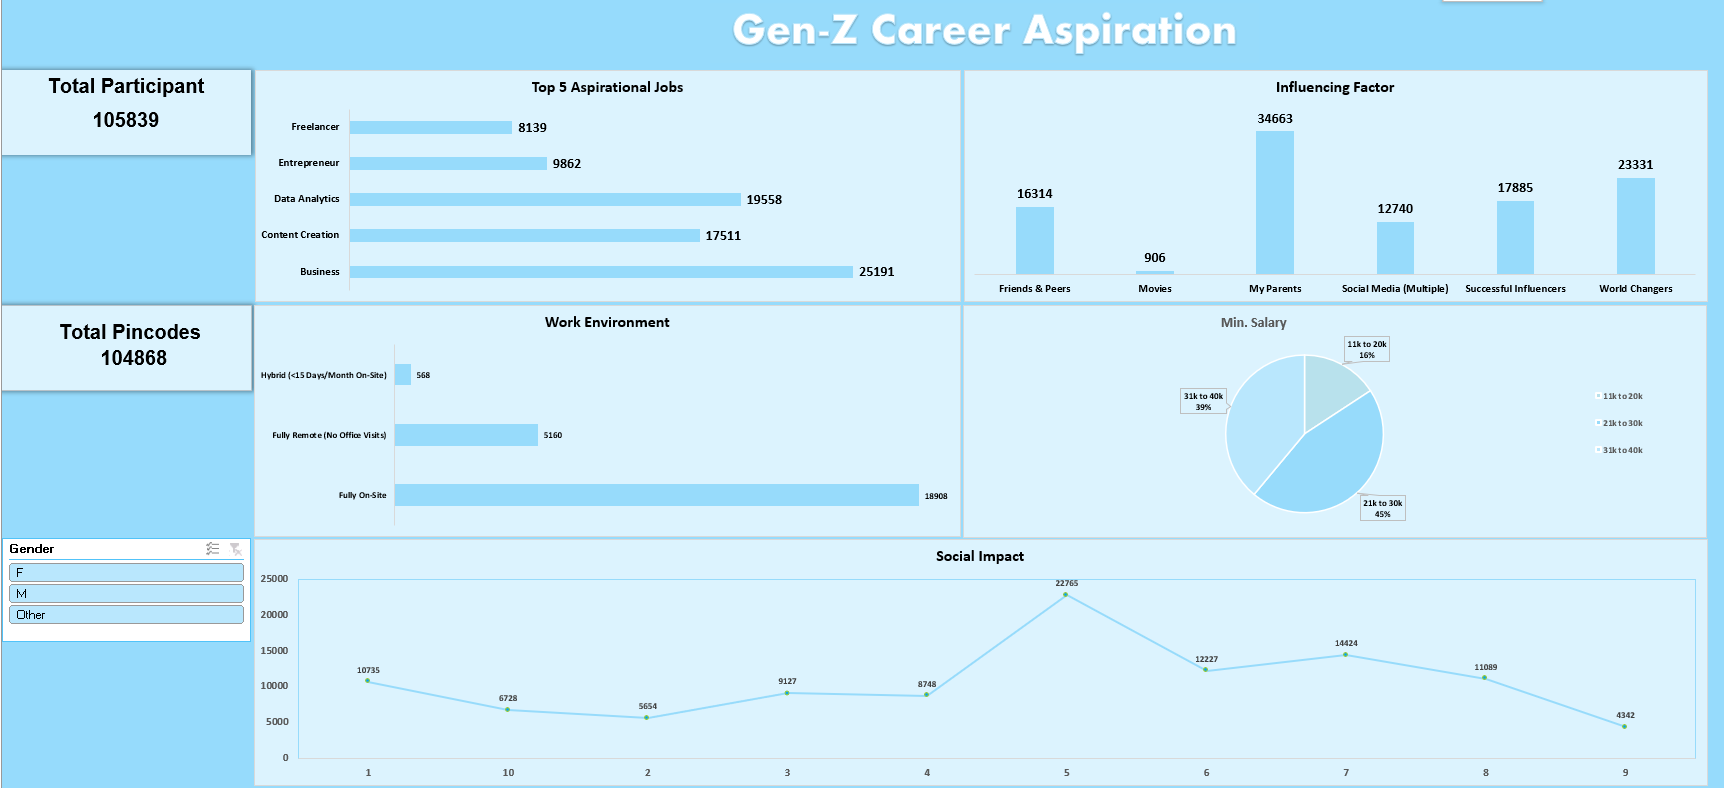 Gen-Z Career Aspiration
Total Participant
105839
Top 5 Aspirational Jobs
Freelancer 8139
Entrepreneur 9862
Data Analytics 19558
Content Creation 17511
Business 25191
Influencing Factor
16314
906
34663
12740
17885
23331
Friends & Peers Movies My Parents Social Media (Multiple) Successful Influencers World Changers
Total Pincodes
104868
Work Environment
Hybrid (<15 Days/Month On-Site) 568
Fully Remote (No Office Visits) 5160
Fully On-Site 18908
Min. Salary
11k to 20k
16%
31k to 40k
39%
21k to 30k
45%
11k to 20k
21k to 30k
31k to 40k
Gender
F
M
Other
Social Impact
25000
20000
15000
10000
5000
0
10735
6728
5654
9127
8748
22765
12227
14424
11089
4342
1 10 2 3 4 5 6 7 8 9